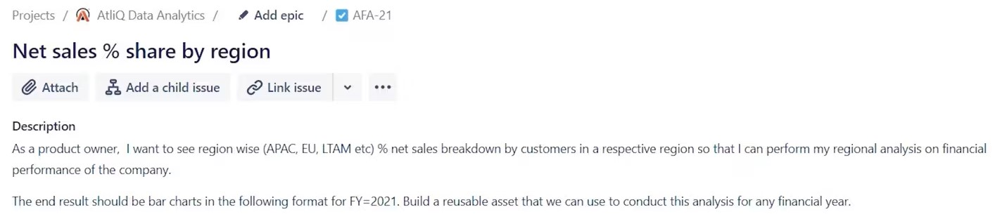 Projects / AtliQ Data Analytics / Add epic / AFA-21
Net sales % share by region
Attach Add a child issue Link issue
Description
As a product owner, I want to see region wise (APAC, EU, LTAM etc) % net sales breakdown by customers in a respective region so that I can perform my regional analysis on financial
performance of the company.
The end result should be bar charts in the following format for FY=2021. Build a reusable asset that we can use to conduct this analysis for any financial year.